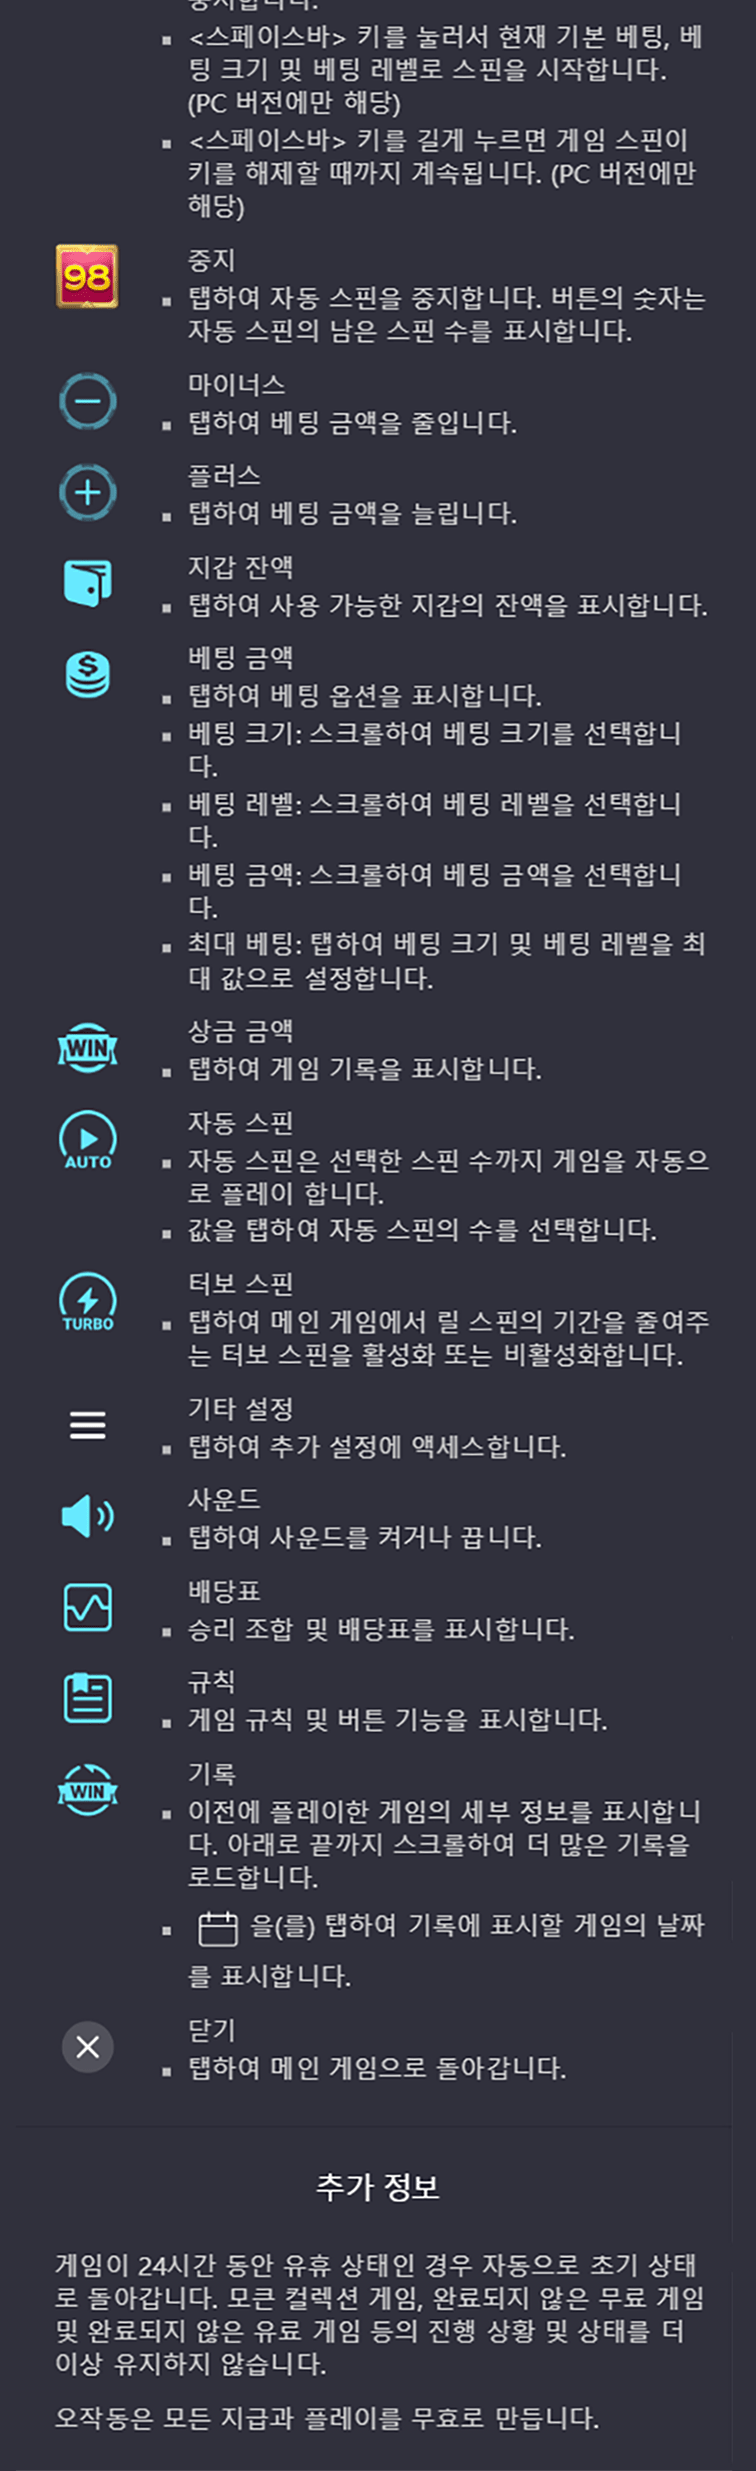 중지합니다.
▪ <스페이스바> 키를 눌러서 현재 기본 베팅, 베
팅 크기 및 베팅 레벨로 스핀을 시작합니다.
(PC 버전에만 해당)
▪ <스페이스바> 키를 길게 누르면 게임 스핀이
키를 해제할 때까지 계속됩니다. (PC 버전에만
해당)
98
중지
▪ 탭하여 자동 스핀을 중지합니다. 버튼의 숫자는
자동 스핀의 남은 스핀 수를 표시합니다.
마이너스
▪ 탭하여 베팅 금액을 줄입니다.
플러스
▪ 탭하여 베팅 금액을 늘립니다.
지갑 잔액
▪ 탭하여 사용 가능한 지갑의 잔액을 표시합니다.
$
베팅 금액
▪ 탭하여 베팅 옵션을 표시합니다.
▪ 베팅 크기: 스크롤하여 베팅 크기를 선택합니
다.
▪ 베팅 레벨: 스크롤하여 베팅 레벨을 선택합니
다.
▪ 베팅 금액: 스크롤하여 베팅 금액을 선택합니
다.
▪ 최대 베팅: 탭하여 베팅 크기 및 베팅 레벨을 최
대 값으로 설정합니다.
WIN
상금 금액
▪ 탭하여 게임 기록을 표시합니다.
AUTO
자동 스핀
▪ 자동 스핀은 선택한 스핀 수까지 게임을 자동으
로 플레이 합니다.
▪ 값을 탭하여 자동 스핀의 수를 선택합니다.
TURBO
터보 스핀
▪ 탭하여 메인 게임에서 릴 스핀의 기간을 줄여주
는 터보 스핀을 활성화 또는 비활성화합니다.
기타 설정
▪ 탭하여 추가 설정에 액세스합니다.
사운드
▪ 탭하여 사운드를 켜거나 끕니다.
배당표
▪ 승리 조합 및 배당표를 표시합니다.
규칙
▪ 게임 규칙 및 버튼 기능을 표시합니다.
WIN
기록
▪ 이전에 플레이한 게임의 세부 정보를 표시합니
다. 아래로 끝까지 스크롤하여 더 많은 기록을
로드합니다.
▪ 을(를) 탭하여 기록에 표시할 게임의 날짜
를 표시합니다.
닫기
▪ 탭하여 메인 게임으로 돌아갑니다.
추가 정보
게임이 24시간 동안 유휴 상태인 경우 자동으로 초기 상태
로 돌아갑니다. 모큰 컬렉션 게임, 완료되지 않은 무료 게임
및 완료되지 않은 유료 게임 등의 진행 상황 및 상태를 더
이상 유지하지 않습니다.
오작동은 모든 지급과 플레이를 무효로 만듭니다.